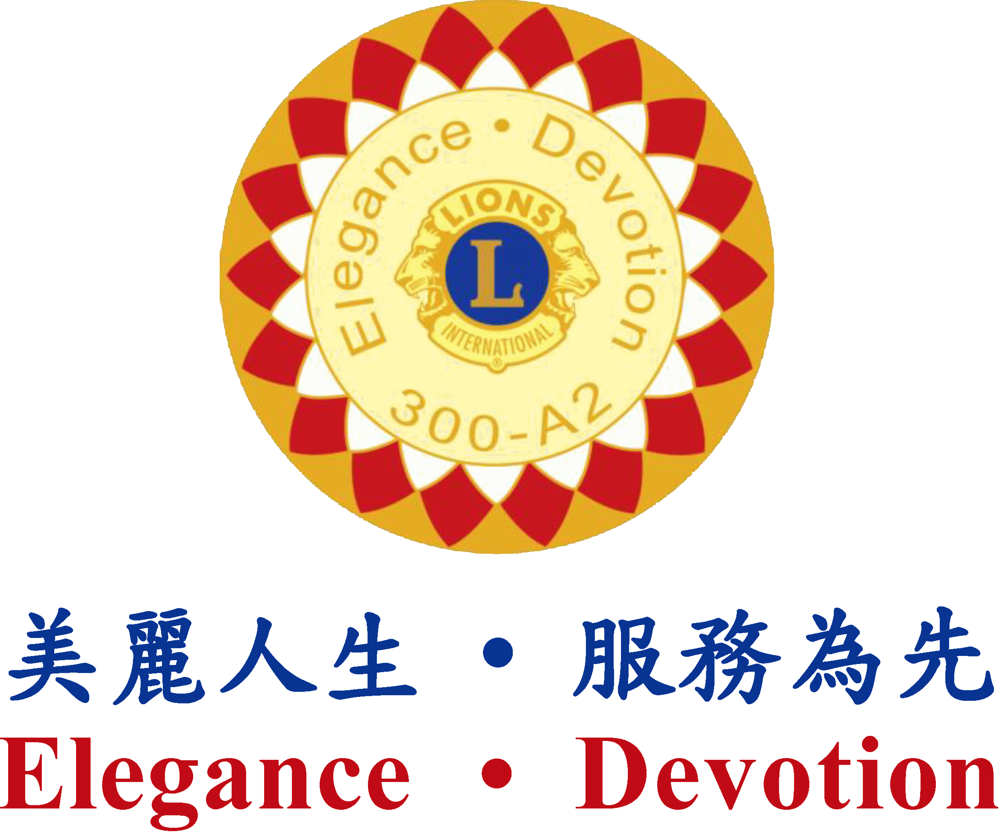 Elegance • Devotion
LIONS
L
INTERNATIONAL
®
300-A2
美麗人生 • 服務為先
Elegance • Devotion